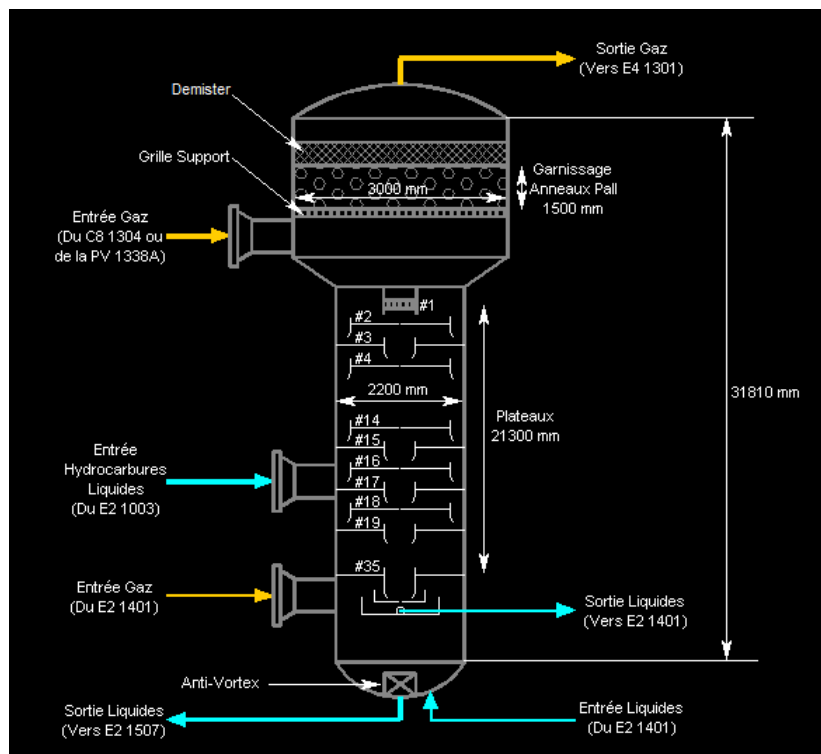 Sortie Gaz
(Vers E4 1301)
Demister
Grille Support
Garnissage
Anneaux Pall
1500 mm
3000 mm
Entrée Gaz
(Du C8 1304 ou
de la PV 1338A)
#1
#2
#3
#4
2200 mm
31810 mm
Plateaux
21300 mm
#14
#15
#16
#17
#18
#19
Entrée
Hydrocarbures
Liquides
(Du E2 1003)
#35
Entrée Gaz
(Du E2 1401)
Sortie Liquides
(Vers E2 1401)
Anti-Vortex
Sortie Liquides
(Vers E2 1507)
Entrée Liquides
(Du E2 1401)